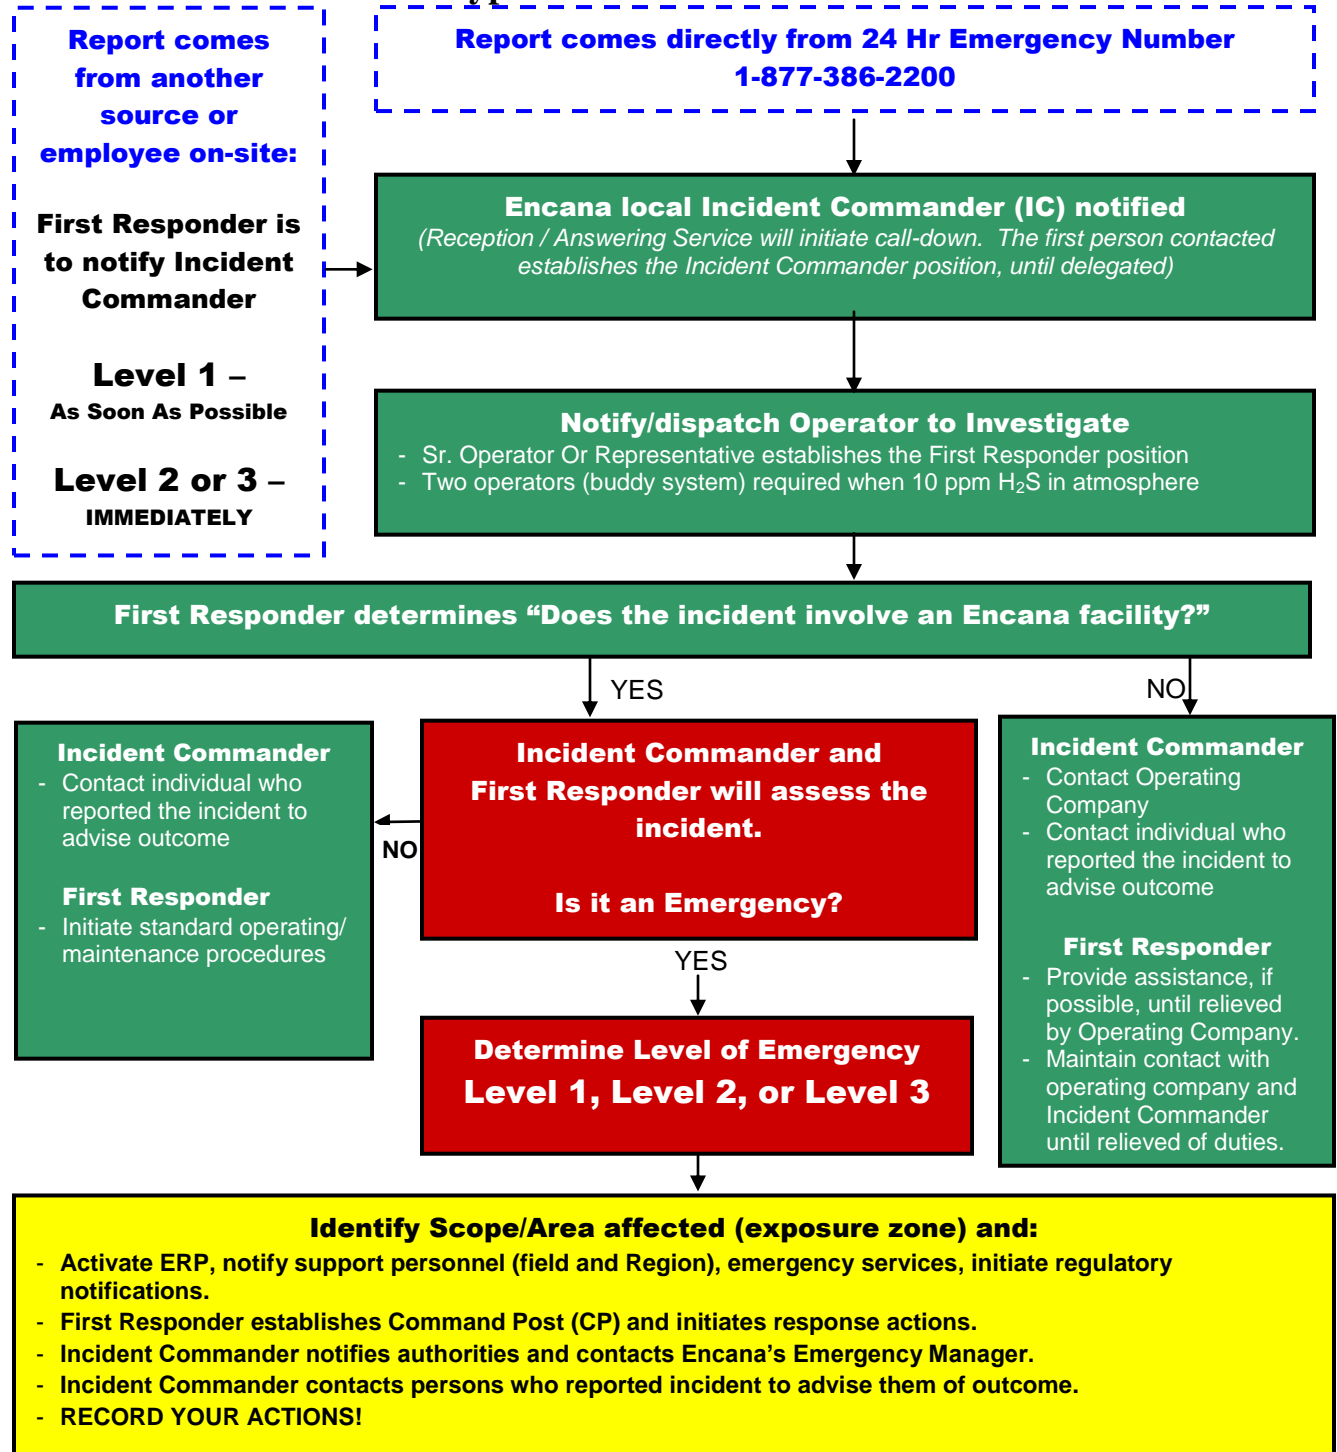 Report comes
from another
source or
employee on-site:
First Responder is
to notify Incident
Commander
Level 1 –
As Soon As Possible
Level 2 or 3 –
IMMEDIATELY
Report comes directly from 24 Hr Emergency Number
1-877-386-2200
Encana local Incident Commander (IC) notified
(Reception / Answering Service will initiate call-down.  The first person contacted
establishes the Incident Commander position, until delegated)
Notify/dispatch Operator to Investigate
- Sr. Operator Or Representative establishes the First Responder position
- Two operators (buddy system) required when 10 ppm H₂S in atmosphere
First Responder determines “Does the incident involve an Encana facility?”
YES
NO
Incident Commander
- Contact individual who
reported the incident to
advise outcome
First Responder
- Initiate standard operating/
maintenance procedures
NO
Incident Commander and
First Responder will assess the
incident.
Is it an Emergency?
YES
Determine Level of Emergency
Level 1, Level 2, or Level 3
Incident Commander
- Contact Operating
Company
- Contact individual who
reported the incident to
advise outcome
First Responder
- Provide assistance, if
possible, until relieved
by Operating Company.
- Maintain contact with
operating company and
Incident Commander
until relieved of duties.
Identify Scope/Area affected (exposure zone) and:
- Activate ERP, notify support personnel (field and Region), emergency services, initiate regulatory
notifications.
- First Responder establishes Command Post (CP) and initiates response actions.
- Incident Commander notifies authorities and contacts Encana’s Emergency Manager.
- Incident Commander contacts persons who reported incident to advise them of outcome.
- RECORD YOUR ACTIONS!